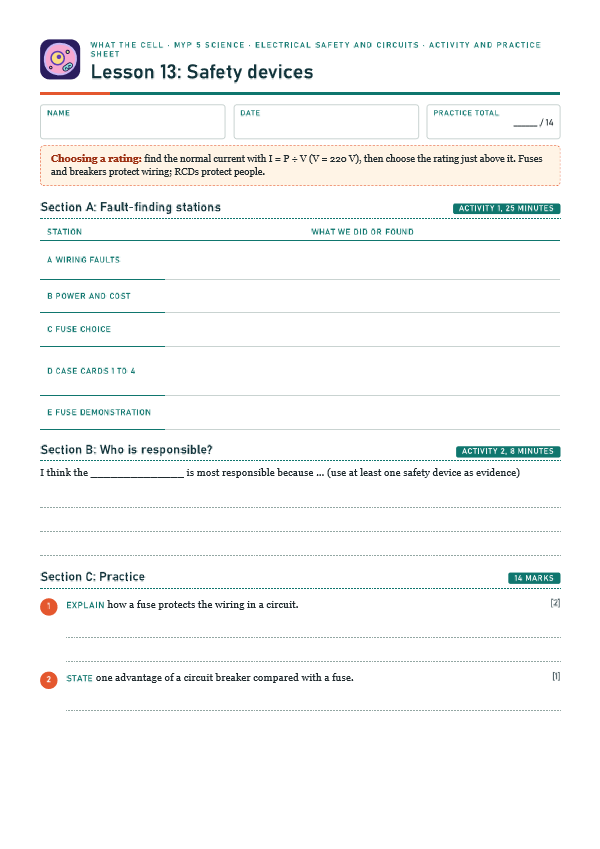 WHAT THE CELL · MYP 5 SCIENCE · ELECTRICAL SAFETY AND CIRCUITS · ACTIVITY AND PRACTICE
SHEET
Lesson 13: Safety devices
NAME
DATE
PRACTICE TOTAL
_____ / 14
Choosing a rating: find the normal current with I = P ÷ V (V = 220 V), then choose the rating just above it. Fuses
and breakers protect wiring; RCDs protect people.
Section A: Fault-finding stations
ACTIVITY 1, 25 MINUTES
STATION
WHAT WE DID OR FOUND
A WIRING FAULTS
B POWER AND COST
C FUSE CHOICE
D CASE CARDS 1 TO 4
E FUSE DEMONSTRATION
Section B: Who is responsible?
ACTIVITY 2, 8 MINUTES
I think the __________________ is most responsible because ... (use at least one safety device as evidence)
Section C: Practice
14 MARKS
1 EXPLAIN how a fuse protects the wiring in a circuit. [2]
2 STATE one advantage of a circuit breaker compared with a fuse. [1]